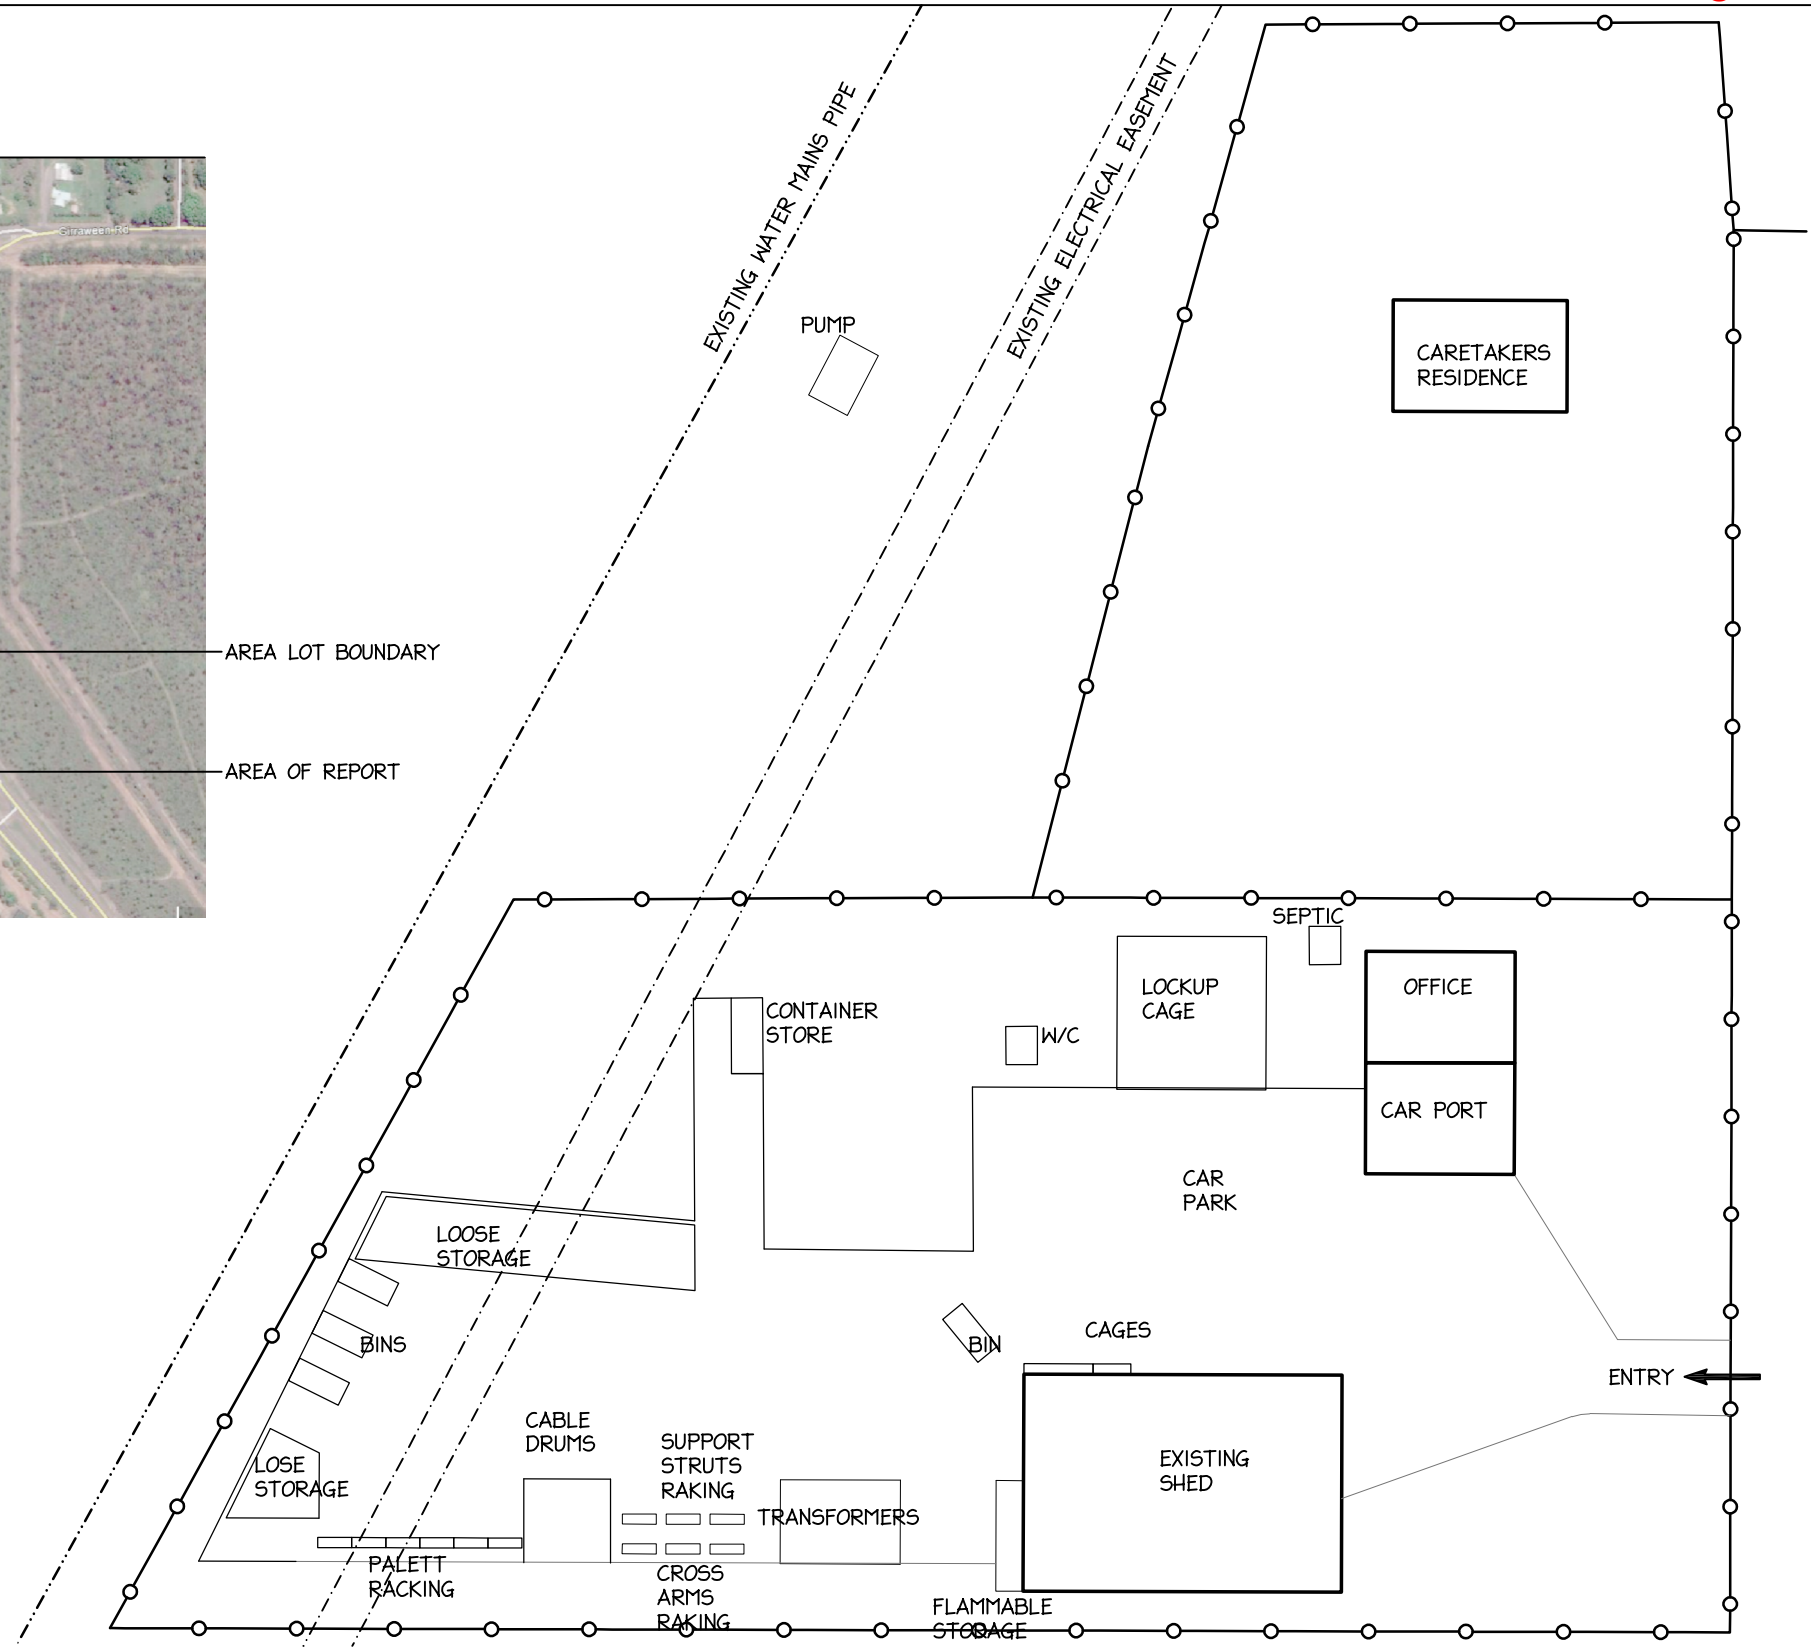 EXISTING WATER MAINS PIPE
EXISTING ELECTRICAL EASEMENT
Girraween Rd
PUMP
CARETAKERS
RESIDENCE
AREA LOT BOUNDARY
AREA OF REPORT
SEPTIC
LOCKUP
CAGE
OFFICE
CONTAINER
STORE
W/C
CAR PORT
CAR
PARK
LOOSE
STORAGE
BINS
BIN
CAGES
ENTRY
CABLE
DRUMS
SUPPORT
STRUTS
RAKING
EXISTING
SHED
LOSE
STORAGE
TRANSFORMERS
PALETT
RACKING
CROSS
ARMS
RAKING
FLAMMABLE
STORAGE